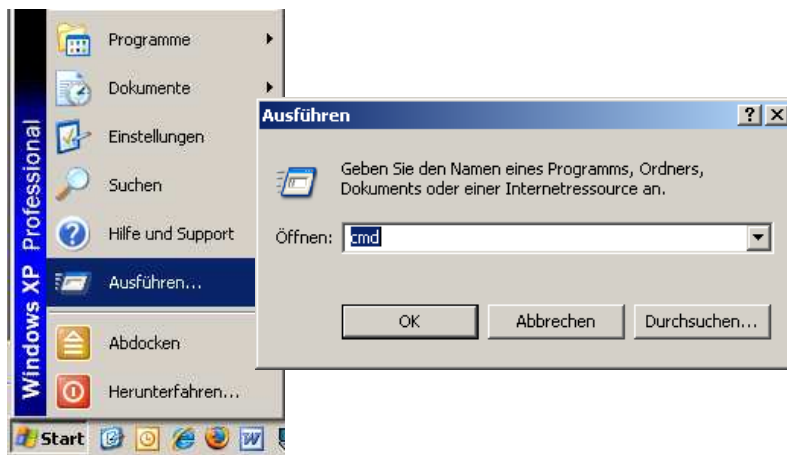 Programme
Dokumente
Einstellungen
Suchen
Hilfe und Support
Ausführen...
Abdocken
Herunterfahren...
Windows XP Professional
Start
Ausführen
Geben Sie den Namen eines Programms, Ordners,
Dokuments oder einer Internetressource an.
Öffnen: cmd
OK Abbrechen Durchsuchen...